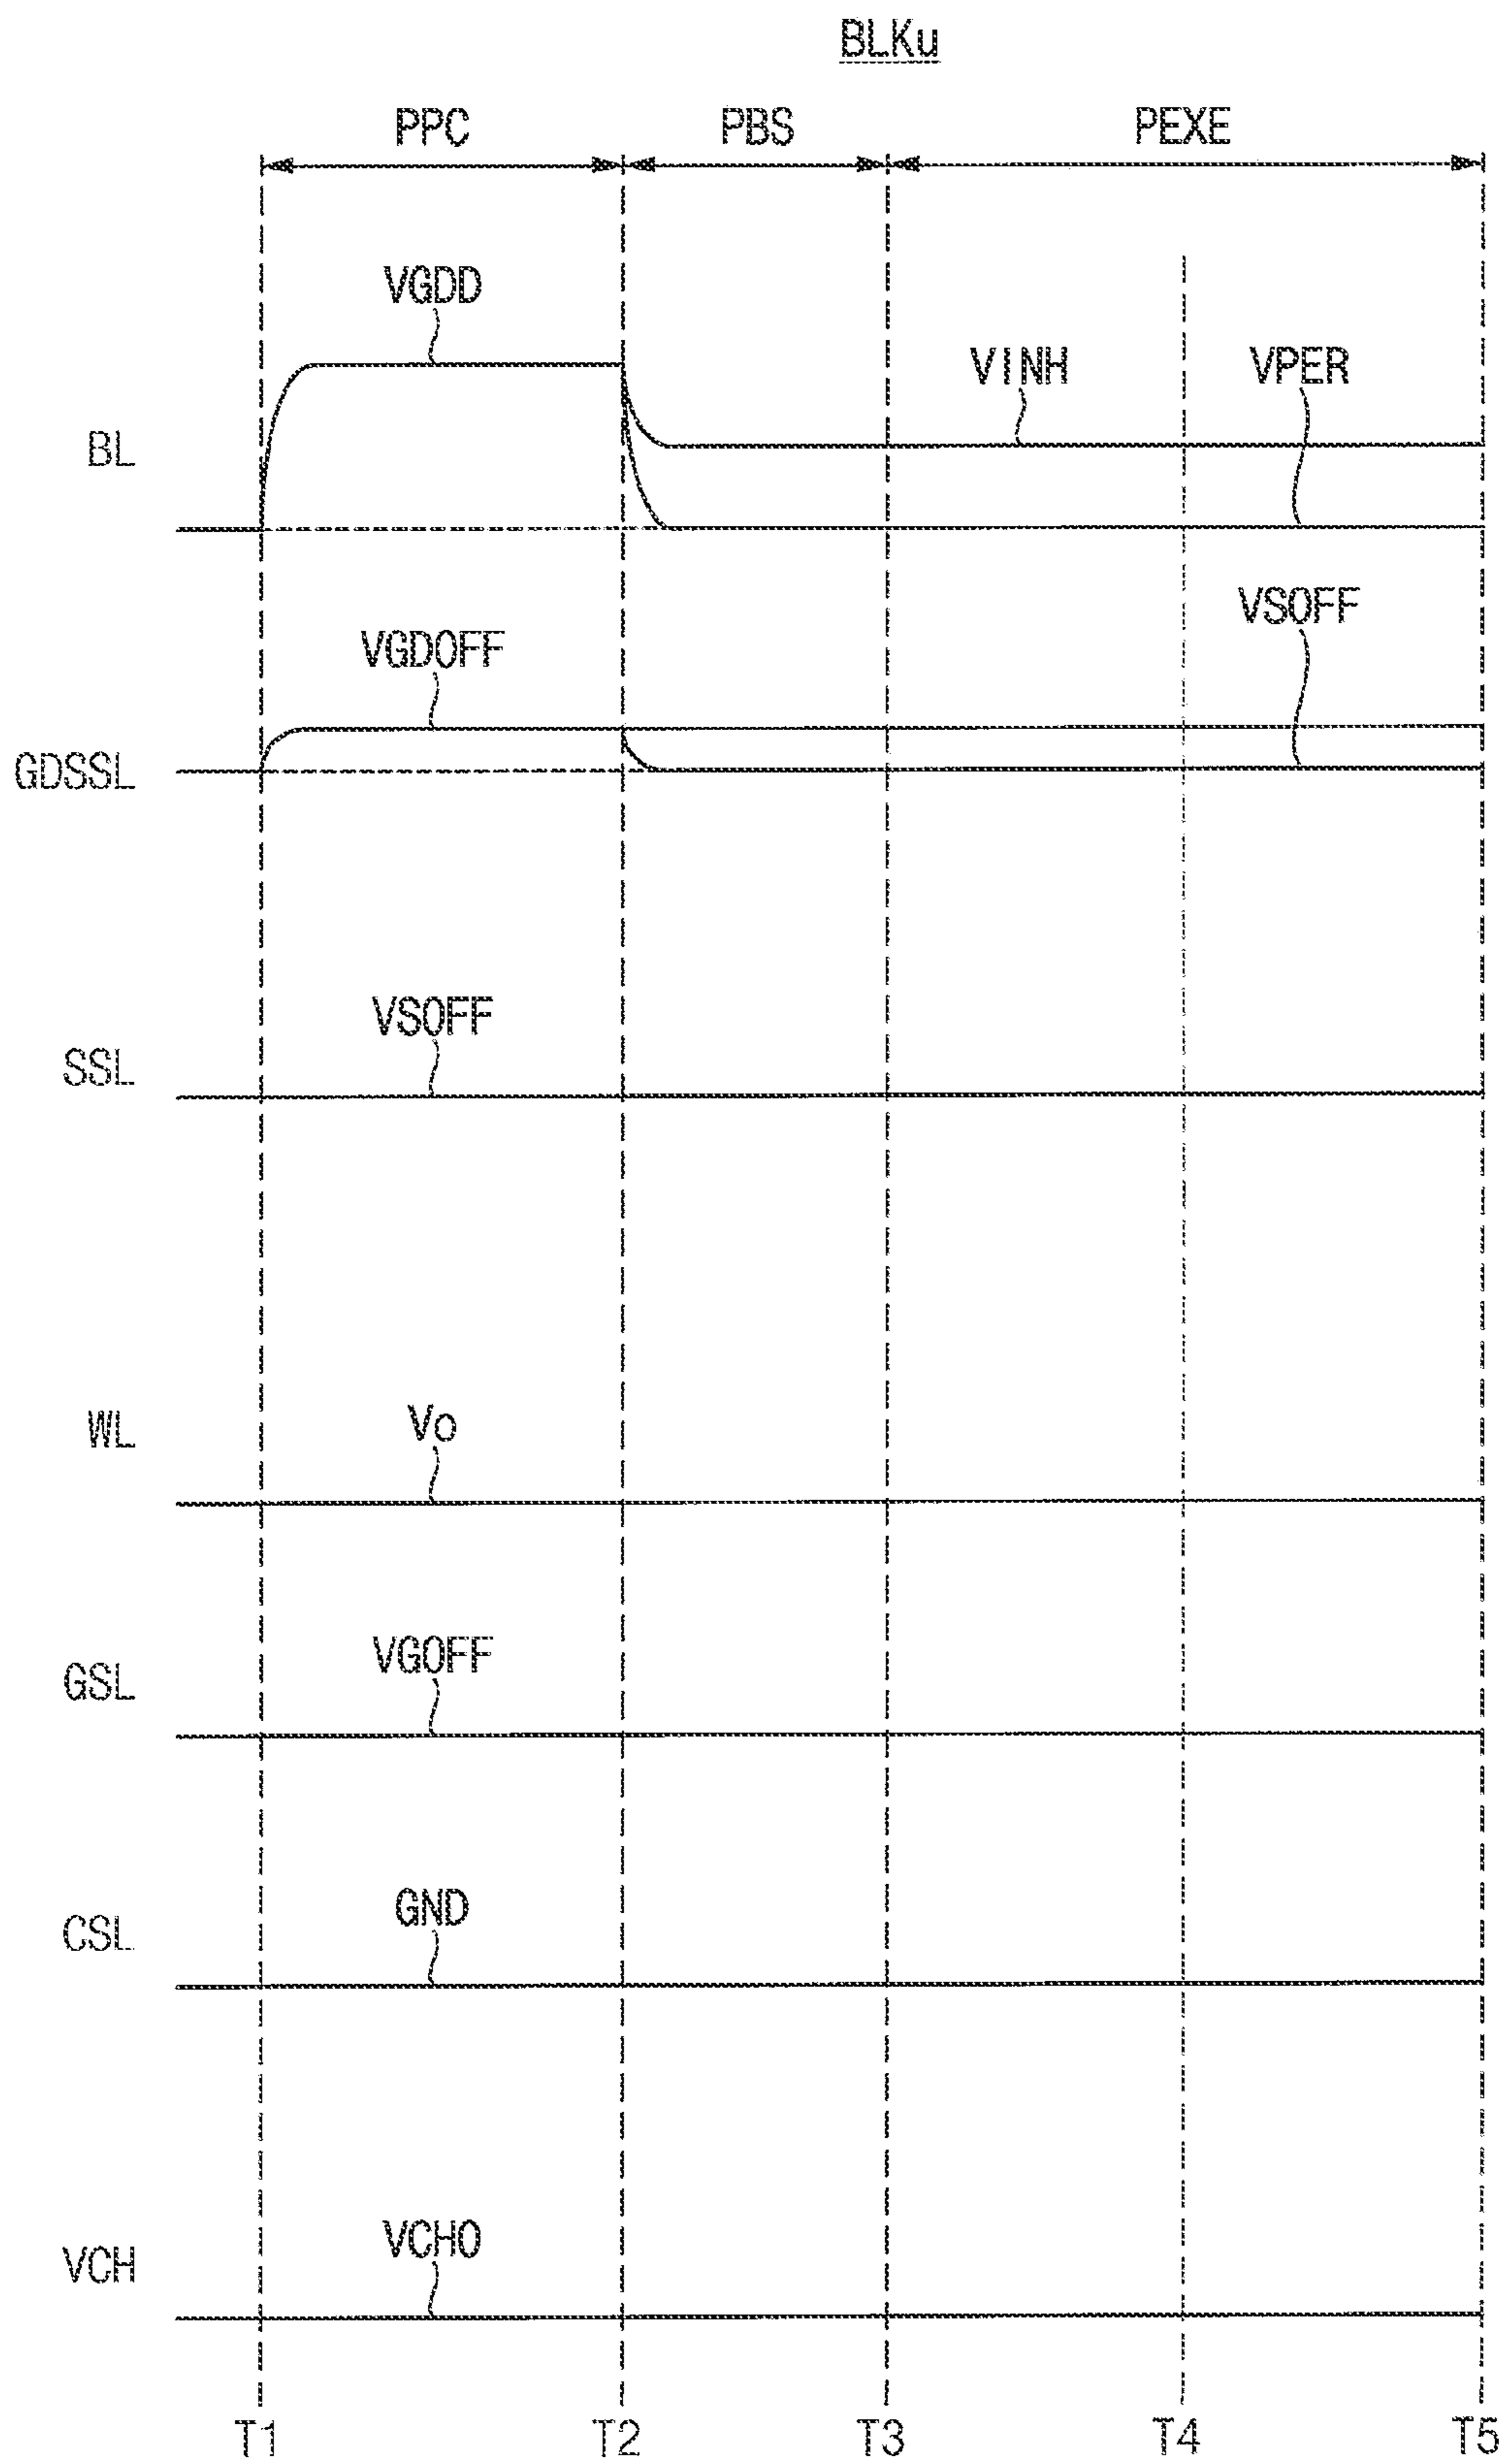 BLKu
PPC PBS PEXE
VGDD
VINH VPER
BL
VSOFF
VGDOFF
GDSSL
VSOFF
SSL
Vo
WL
VGOFF
GSL
GND
CSL
VCHO
VCH
T1 T2 T3 T4 T5